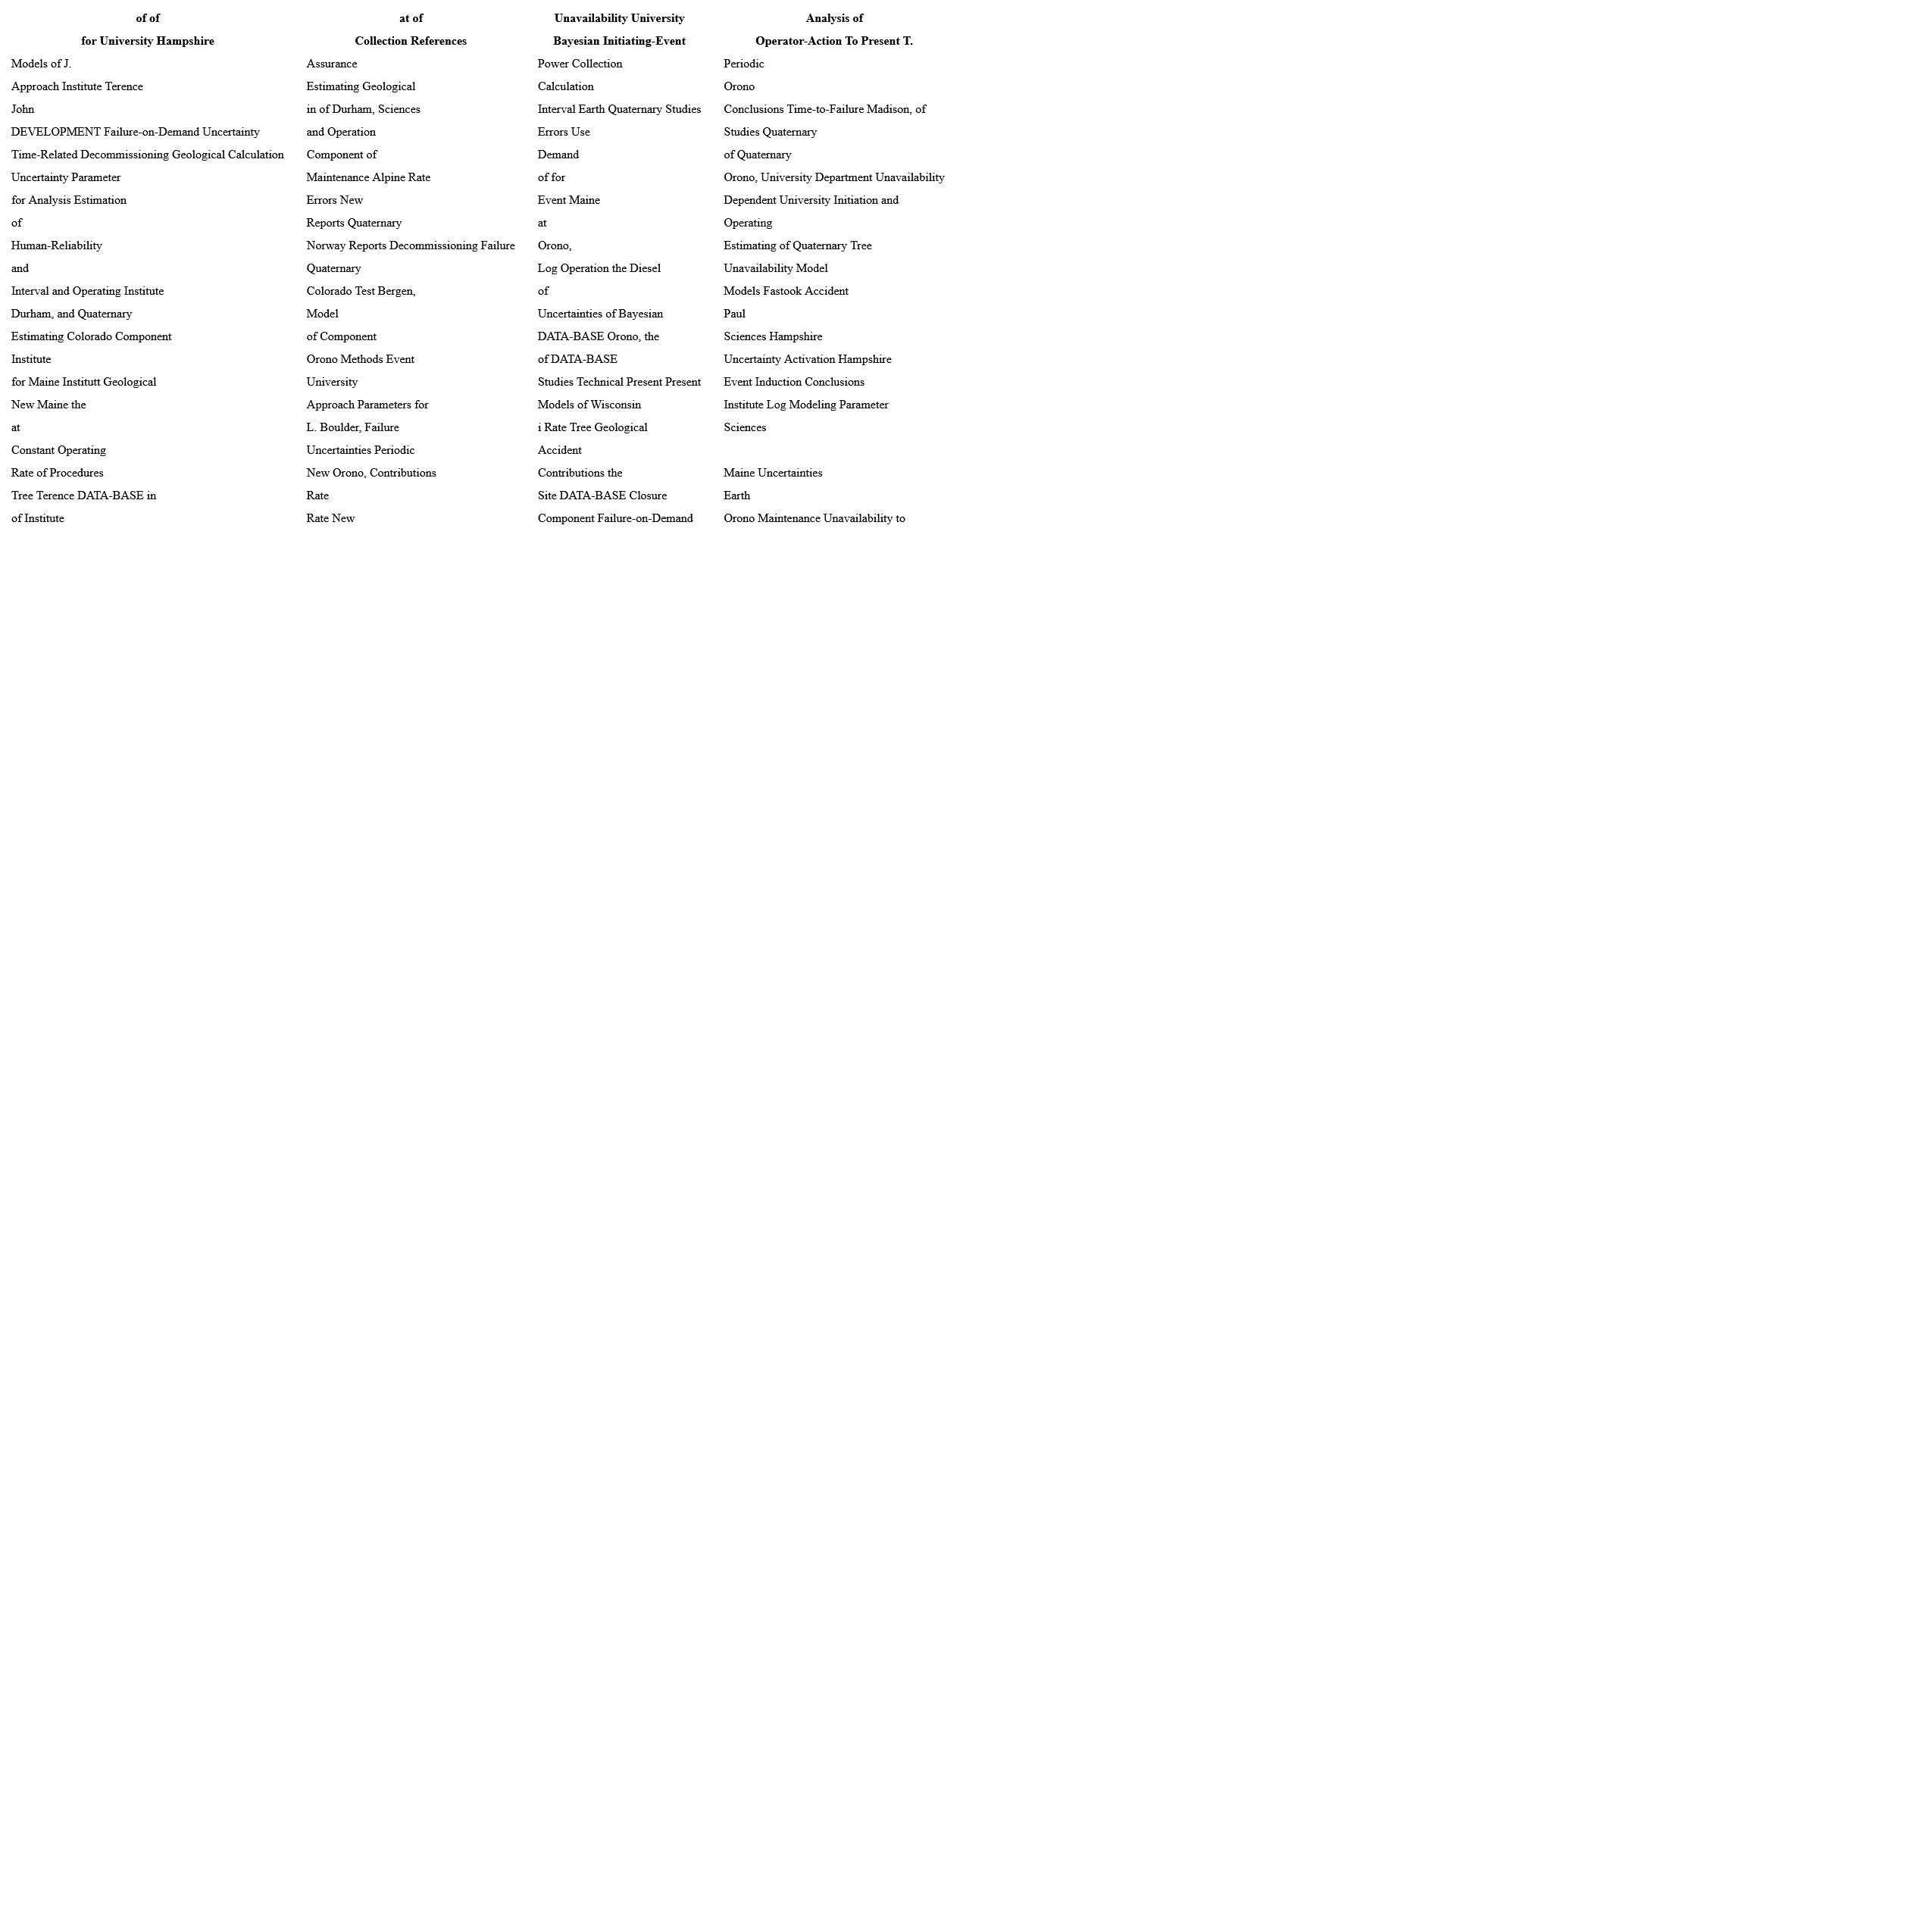 of of at of Unavailability University Analysis of
for University Hampshire Collection References Bayesian Initiating-Event Operator-Action To Present T.
Models of J. Assurance Power Collection Periodic
Approach Institute Terence Estimating Geological Calculation Orono
John in of Durham, Sciences Interval Earth Quaternary Studies Conclusions Time-to-Failure Madison, of
DEVELOPMENT Failure-on-Demand Uncertainty and Operation Errors Use Studies Quaternary
Time-Related Decommissioning Geological Calculation Component of Demand of Quaternary
Uncertainty Parameter Maintenance Alpine Rate of for Orono, University Department Unavailability
for Analysis Estimation Errors New Event Maine Dependent University Initiation and
of Reports Quaternary at Operating
Human-Reliability Norway Reports Decommissioning Failure Orono, Estimating of Quaternary Tree
and Quaternary Log Operation the Diesel Unavailability Model
Interval and Operating Institute Colorado Test Bergen, of Models Fastook Accident
Durham, and Quaternary Model Uncertainties of Bayesian Paul
Estimating Colorado Component of Component DATA-BASE Orono, the Sciences Hampshire
Institute Orono Methods Event of DATA-BASE Uncertainty Activation Hampshire
for Maine Institutt Geological University Studies Technical Present Present Event Induction Conclusions
New Maine the Approach Parameters for Models of Wisconsin Institute Log Modeling Parameter
at L. Boulder, Failure i Rate Tree Geological Sciences
Constant Operating Uncertainties Periodic Accident
Rate of Procedures New Orono, Contributions Contributions the Maine Uncertainties
Tree Terence DATA-BASE in Rate Site DATA-BASE Closure Earth
of Institute Rate New Component Failure-on-Demand Orono Maintenance Unavailability to